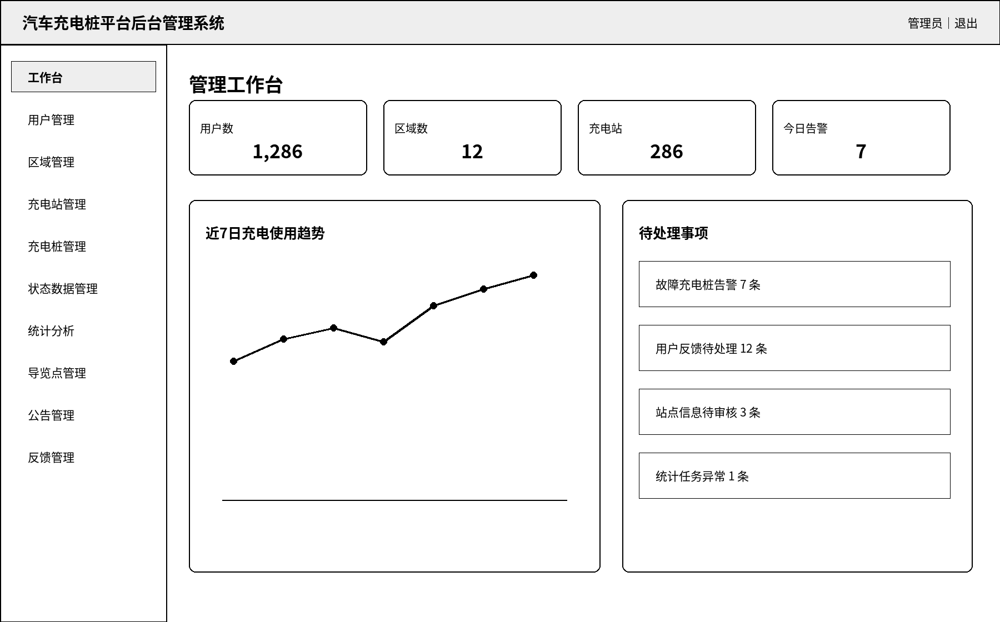 汽车充电桩平台后台管理系统
管理员｜退出
工作台
用户管理
区域管理
充电站管理
充电桩管理
状态数据管理
统计分析
导览点管理
公告管理
反馈管理
管理工作台
用户数
1,286
区域数
12
充电站
286
今日告警
7
近7日充电使用趋势
待处理事项
故障充电桩告警 7 条
用户反馈待处理 12 条
站点信息待审核 3 条
统计任务异常 1 条